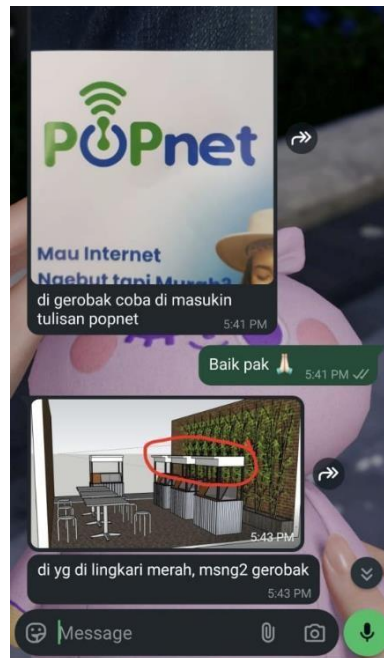 POPnet
Mau Internet
Ngebut tapi Murah?
di gerobak coba di masukin
tulisan popnet
5:41 PM
Baik pak 🙏🏻
5:41 PM
5:43 PM
di yg di lingkari merah, msng2 gerobak
5:43 PM
Message